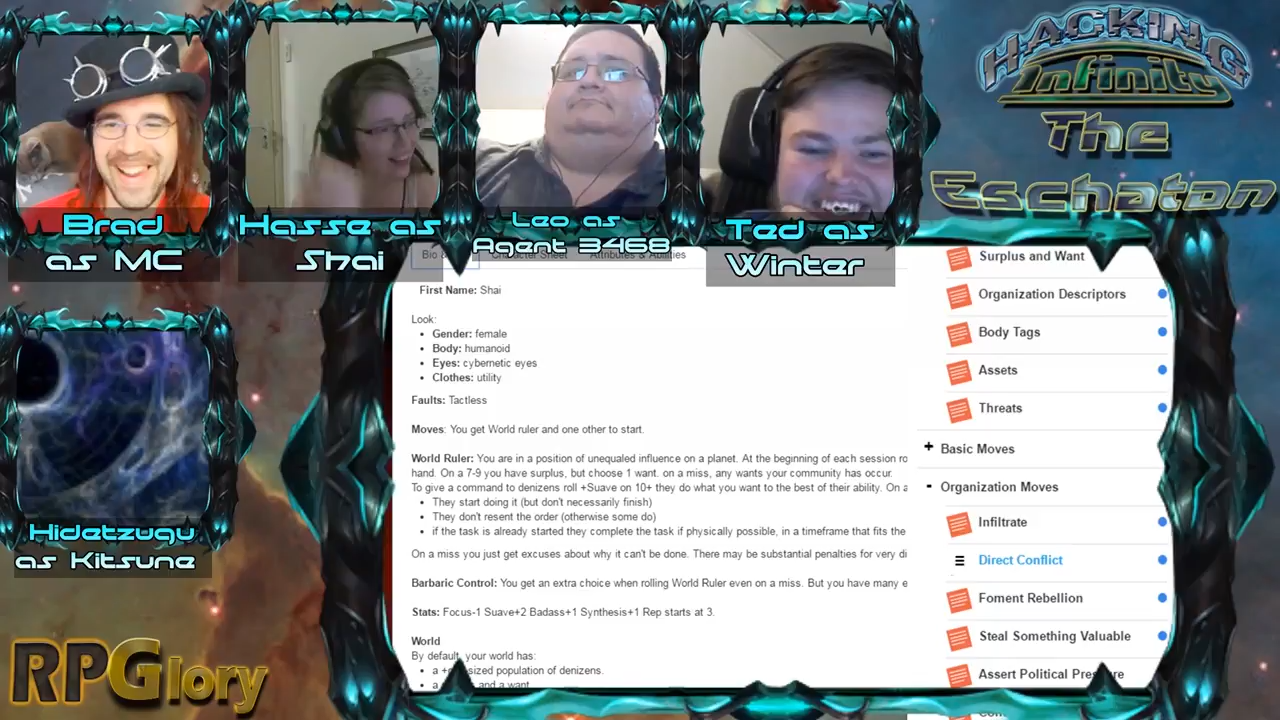 HACKING
Infinity
The
Eschaton
Brad
as MC
Hasse as
Shai
Leo as
Agent 3468
Ted as
Winter
Hidetzugu
as Kitsune
RPGlory
Bio &
Character Sheet
Attributes & Abilities
First Name: Shai
Look:
Gender: female
Body: humanoid
Eyes: cybernetic eyes
Clothes: utility
Faults: Tactless
Moves: You get World ruler and one other to start.
World Ruler: You are in a position of unequaled influence on a planet. At the beginning of each session ro
hand. On a 7-9 you have surplus, but choose 1 want. on a miss, any wants your community has occur.
To give a command to denizens roll +Suave on 10+ they do what you want to the best of their ability. On a
They start doing it (but don't necessarily finish)
They don't resent the order (otherwise some do)
if the task is already started they complete the task if physically possible, in a timeframe that fits the
On a miss you just get excuses about why it can't be done. There may be substantial penalties for very di
Barbaric Control: You get an extra choice when rolling World Ruler even on a miss. But you have many e
Stats: Focus-1 Suave+2 Badass+1 Synthesis+1 Rep starts at 3.
World
By default, your world has:
sized population of denizens.
and a want
Surplus and Want
Organization Descriptors
Body Tags
Assets
Threats
+ Basic Moves
- Organization Moves
Infiltrate
Direct Conflict
Foment Rebellion
Steal Something Valuable
Assert Political Pressure